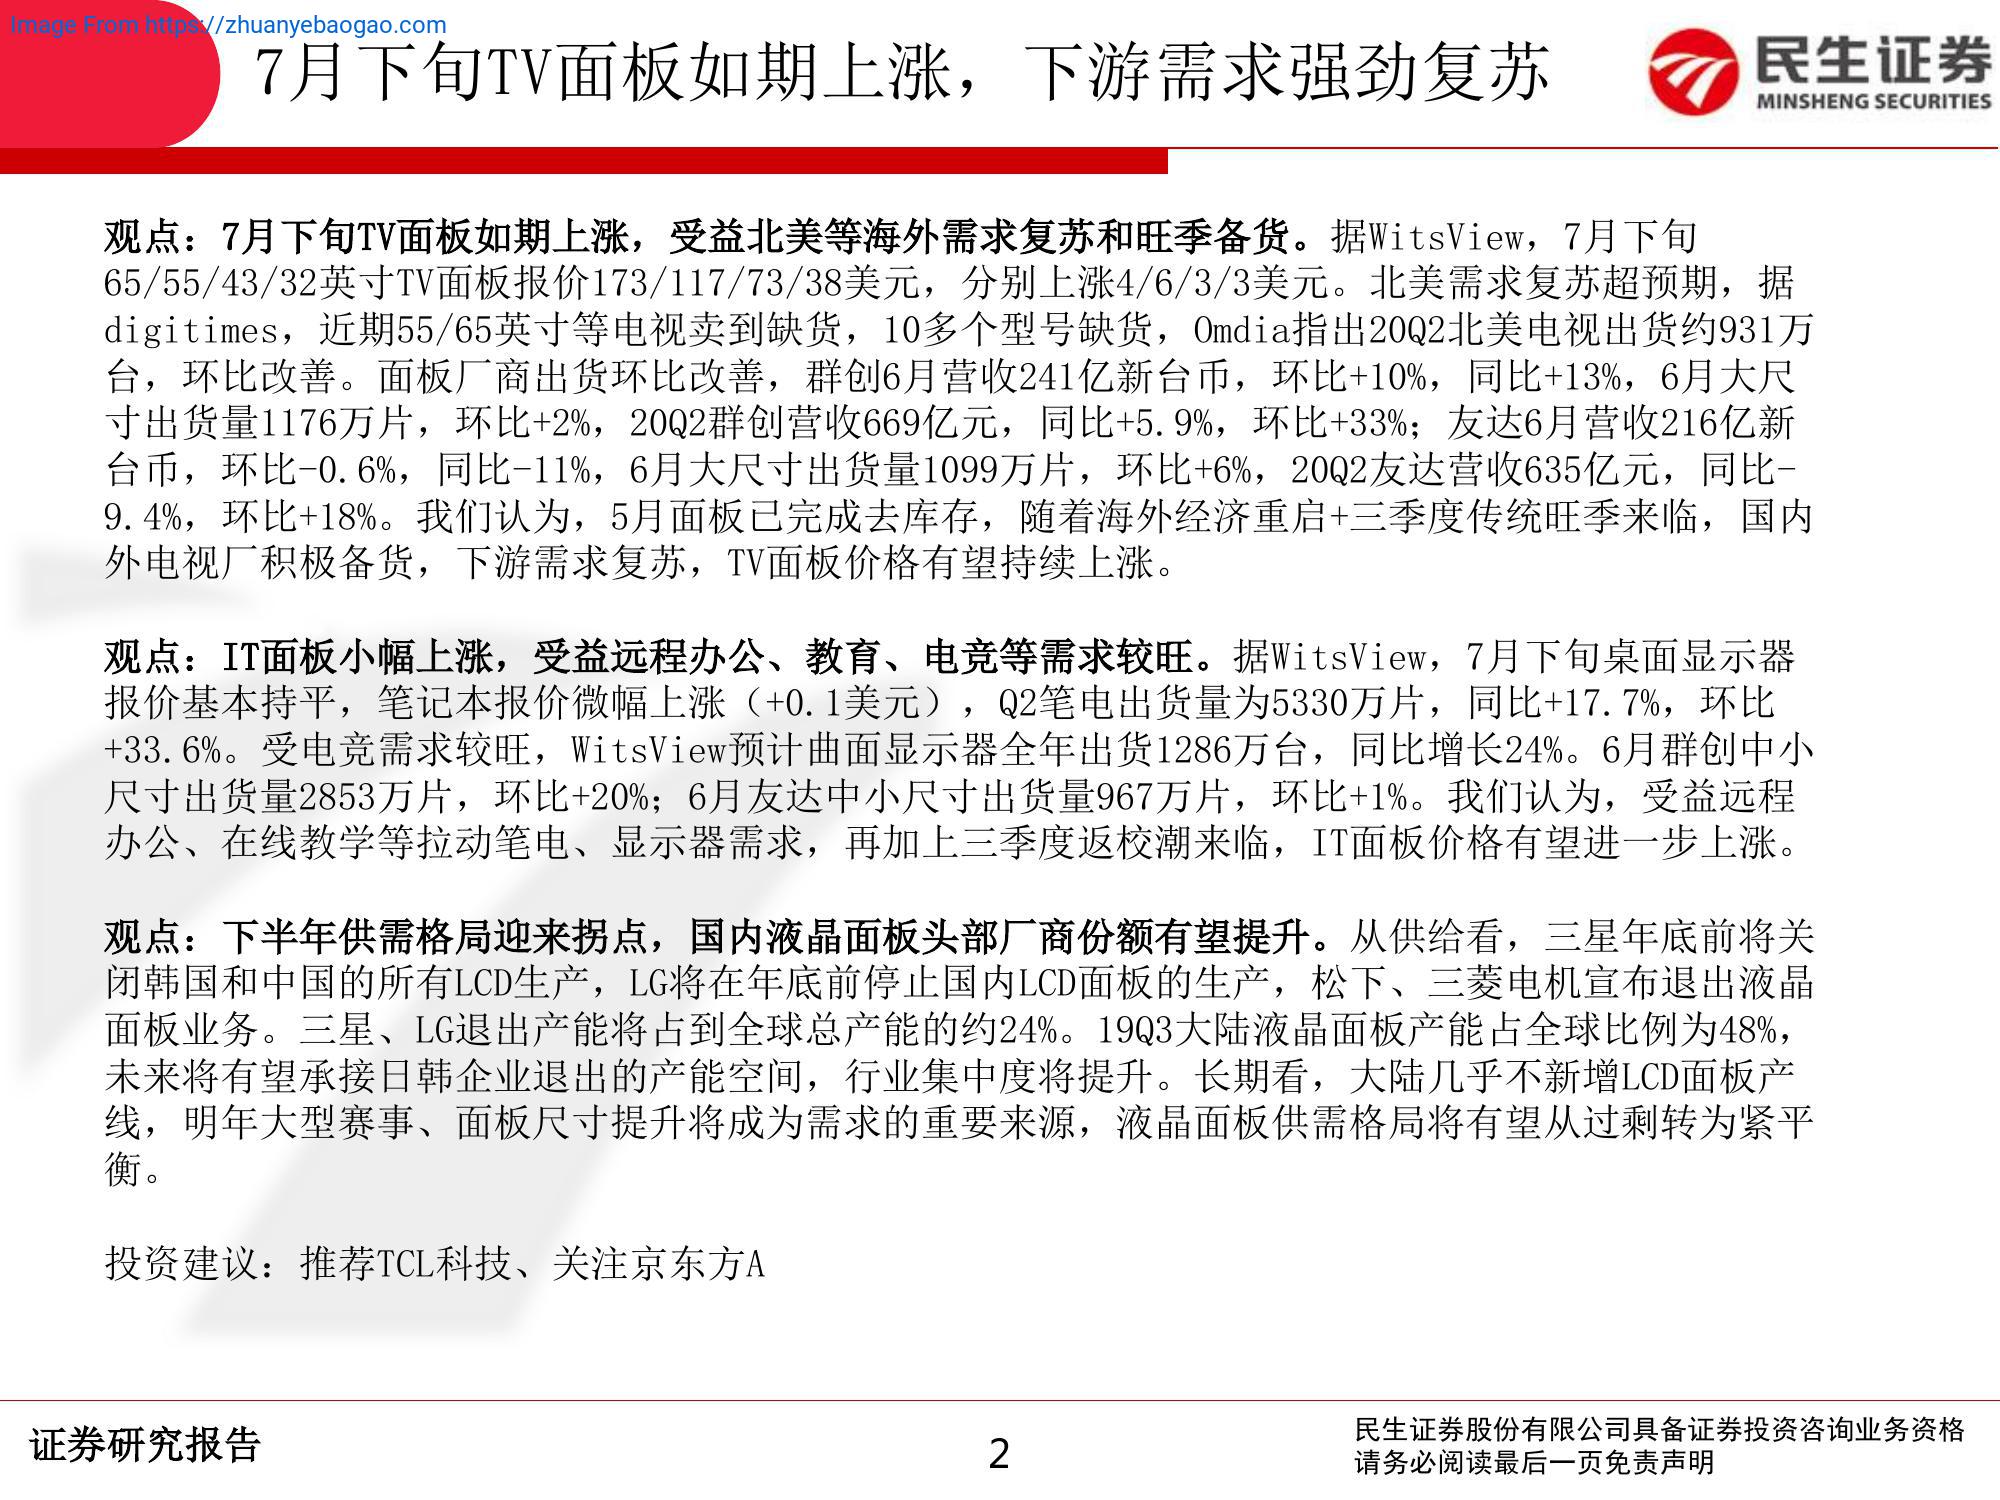 Image From https://zhuanyebaogao.com
7月下旬TV面板如期上涨，下游需求强劲复苏
民生证券
MINSHENG SECURITIES
观点：7月下旬TV面板如期上涨，受益北美等海外需求复苏和旺季备货。据WitsView，7月下旬
65/55/43/32英寸TV面板报价173/117/73/38美元，分别上涨4/6/3/3美元。北美需求复苏超预期，据
digitimes，近期55/65英寸等电视卖到缺货，10多个型号缺货，Omdia指出20Q2北美电视出货约931万
台，环比改善。面板厂商出货环比改善，群创6月营收241亿新台币，环比+10%，同比+13%，6月大尺
寸出货量1176万片，环比+2%，20Q2群创营收669亿元，同比+5.9%，环比+33%；友达6月营收216亿新
台币，环比-0.6%，同比-11%，6月大尺寸出货量1099万片，环比+6%，20Q2友达营收635亿元，同比-
9.4%，环比+18%。我们认为，5月面板已完成去库存，随着海外经济重启+三季度传统旺季来临，国内
外电视厂积极备货，下游需求复苏，TV面板价格有望持续上涨。
观点：IT面板小幅上涨，受益远程办公、教育、电竞等需求较旺。据WitsView，7月下旬桌面显示器
报价基本持平，笔记本报价微幅上涨（+0.1美元），Q2笔电出货量为5330万片，同比+17.7%，环比
+33.6%。受电竞需求较旺，WitsView预计曲面显示器全年出货1286万台，同比增长24%。6月群创中小
尺寸出货量2853万片，环比+20%；6月友达中小尺寸出货量967万片，环比+1%。我们认为，受益远程
办公、在线教学等拉动笔电、显示器需求，再加上三季度返校潮来临，IT面板价格有望进一步上涨。
观点：下半年供需格局迎来拐点，国内液晶面板头部厂商份额有望提升。从供给看，三星年底前将关
闭韩国和中国的所有LCD生产，LG将在年底前停止国内LCD面板的生产，松下、三菱电机宣布退出液晶
面板业务。三星、LG退出产能将占到全球总产能的约24%。19Q3大陆液晶面板产能占全球比例为48%，
未来将有望承接日韩企业退出的产能空间，行业集中度将提升。长期看，大陆几乎不新增LCD面板产
线，明年大型赛事、面板尺寸提升将成为需求的重要来源，液晶面板供需格局将有望从过剩转为紧平
衡。
投资建议：推荐TCL科技、关注京东方A
证券研究报告
2
民生证券股份有限公司具备证券投资咨询业务资格
请务必阅读最后一页免责声明